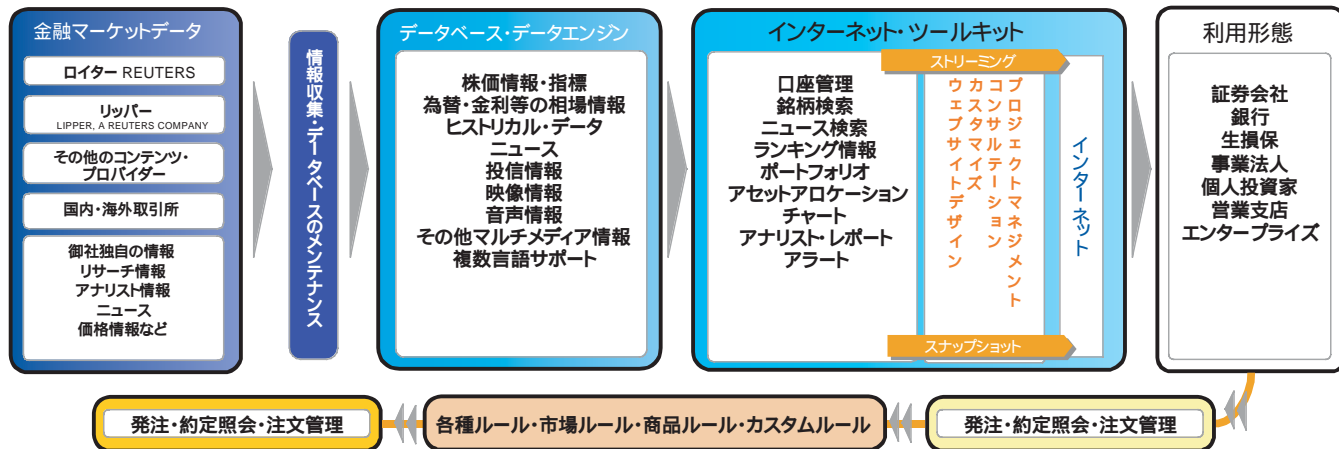 金融マーケットデータ
ロイター REUTERS
リッパー
LIPPER, A REUTERS COMPANY
その他のコンテンツ・
プロバイダー
国内・海外取引所
御社独自の情報
リサーチ情報
アナリスト情報
ニュース
価格情報など
情報収集・データベースのメンテナンス
データベース・データエンジン
株価情報・指標
為替・金利等の相場情報
ヒストリカル・データ
ニュース
投信情報
映像情報
音声情報
その他マルチメディア情報
複数言語サポート
インターネット・ツールキット
口座管理
銘柄検索
ニュース検索
ランキング情報
ポートフォリオ
アセットアロケーション
チャート
アナリスト・レポート
アラート
ストリーミング
プロジェクトマネジメント
コンサルテーション
カスタマイズ
ウェブサイトデザイン
スナップショット
インターネット
利用形態
証券会社
銀行
生損保
事業法人
個人投資家
営業支店
エンタープライズ
発注・約定照会・注文管理
各種ルール・市場ルール・商品ルール・カスタムルール
発注・約定照会・注文管理